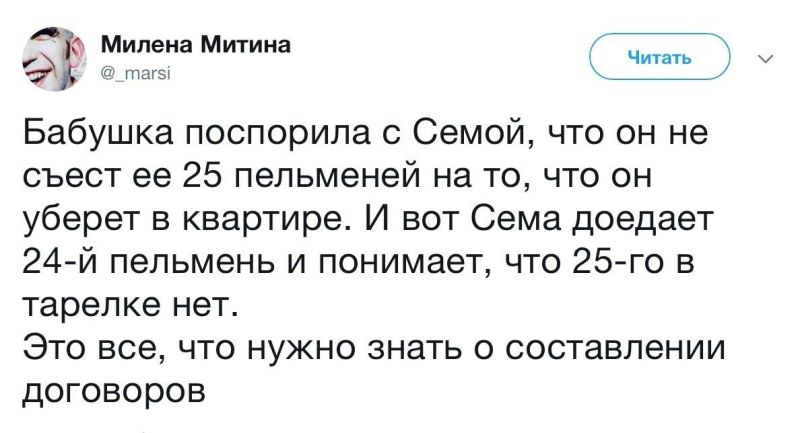 Милена Митина
@_marsi
Читать
Бабушка поспорила с Семой, что он не
съест ее 25 пельменей на то, что он
уберет в квартире. И вот Сема доедает
24-й пельмень и понимает, что 25-го в
тарелке нет.
Это все, что нужно знать о составлении
договоров